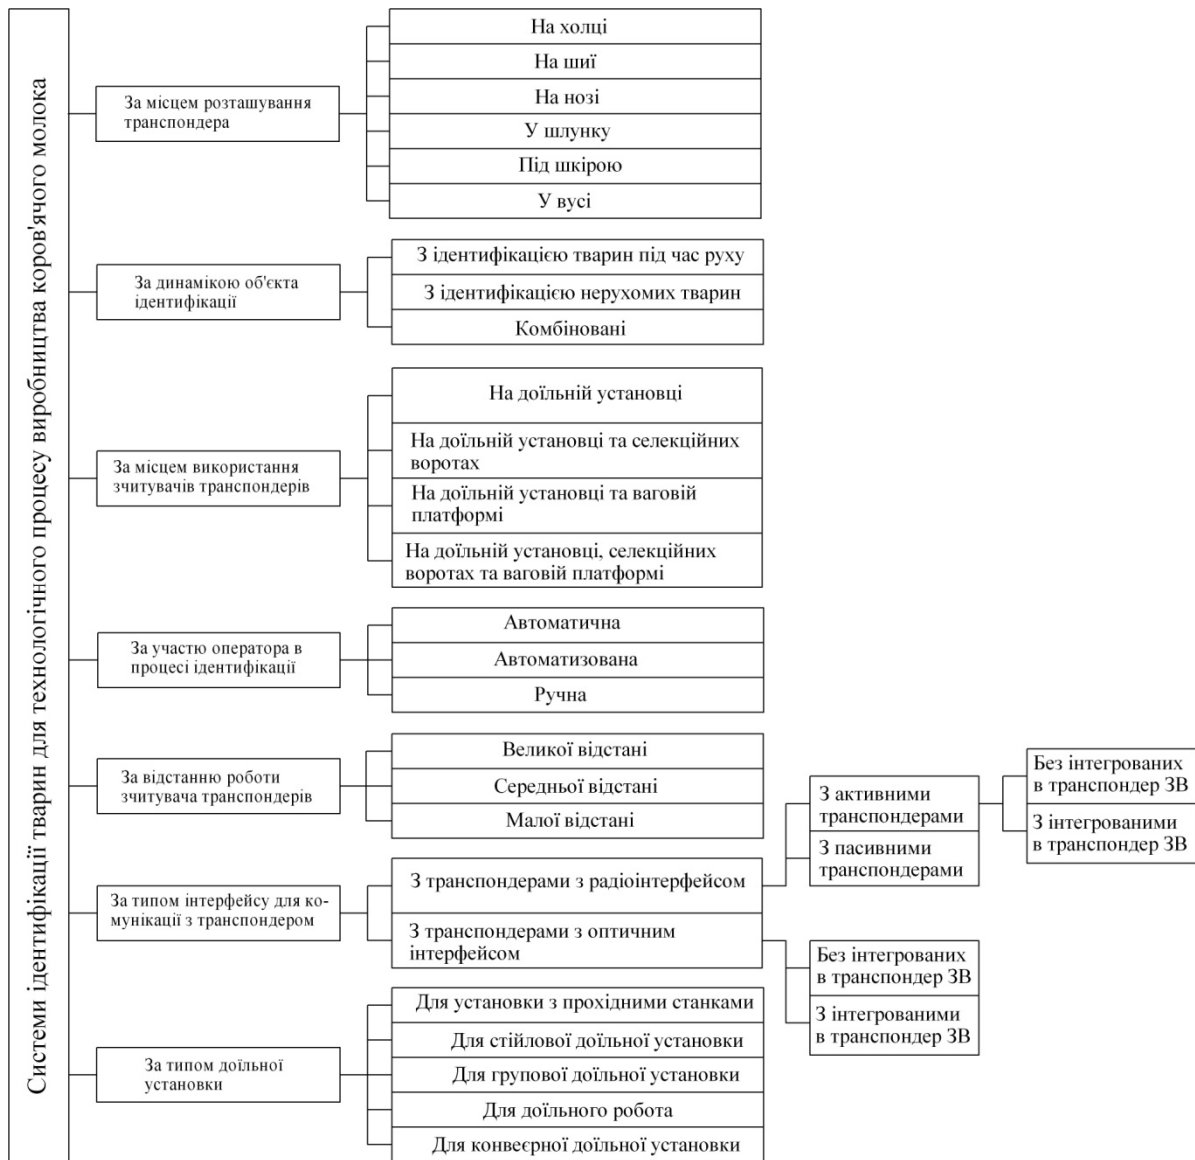 Системи ідентифікації тварин для технологічного процесу виробництва коров'ячого молока
За місцем розташування
транспондера
На холці
На шиї
На нозі
У шлунку
Під шкірою
У вусі
За динамікою об'єкта
ідентифікації
З ідентифікацією тварин під час руху
З ідентифікацією нерухомих тварин
Комбіновані
За місцем використання
зчитувачів транспондерів
На доїльній установці
На доїльній установці та селекційних
воротах
На доїльній установці та ваговій
платформі
На доїльній установці, селекційних
воротах та ваговій платформі
За участю оператора в
процесі ідентифікації
Автоматична
Автоматизована
Ручна
За відстанню роботи
зчитувача транспондерів
Великої відстані
Середньої відстані
Малої відстані
За типом інтерфейсу для ко-
мунікації з транспондером
З транспондерами з радіоінтерфейсом
З активними
транспондерами
Без інтегрованих
в транспондер ЗВ
З інтегрованими
в транспондер ЗВ
З пасивними
транспондерами
З транспондерами з оптичним
інтерфейсом
Без інтегрованих
в транспондер ЗВ
З інтегрованими
в транспондер ЗВ
За типом доїльної
установки
Для установки з прохідними станками
Для стійлової доїльної установки
Для групової доїльної установки
Для доїльного робота
Для конвеєрної доїльної установки